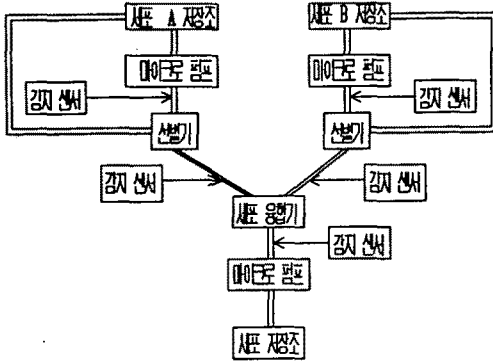 세포 A 저장조
세포 B 저장조
마이크로 펌프
마이크로 펌프
감지 센서
감지 센서
선별기
선별기
감지 센서
감지 센서
세포 융합기
감지 센서
마이크로 펌프
세포 저장조